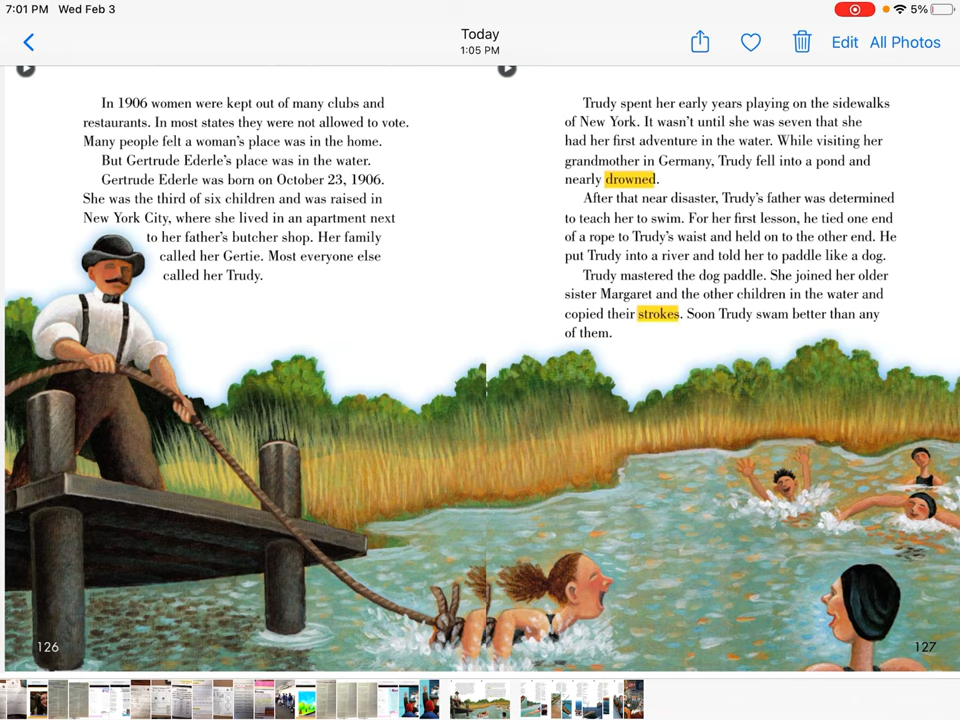 7:01 PM Wed Feb 3
5%
Today
1:05 PM
Edit All Photos
In 1906 women were kept out of many clubs and
restaurants. In most states they were not allowed to vote.
Many people felt a woman's place was in the home.
But Gertrude Ederle's place was in the water.
Gertrude Ederle was born on October 23, 1906.
She was the third of six children and was raised in
New York City, where she lived in an apartment next
to her father's butcher shop. Her family
called her Gertie. Most everyone else
called her Trudy.
126
Trudy spent her early years playing on the sidewalks
of New York. It wasn't until she was seven that she
had her first adventure in the water. While visiting her
grandmother in Germany, Trudy fell into a pond and
nearly drowned.
After that near disaster, Trudy's father was determined
to teach her to swim. For her first lesson, he tied one end
of a rope to Trudy's waist and held on to the other end. He
put Trudy into a river and told her to paddle like a dog.
Trudy mastered the dog paddle. She joined her older
sister Margaret and the other children in the water and
copied their strokes. Soon Trudy swam better than any
of them.
127